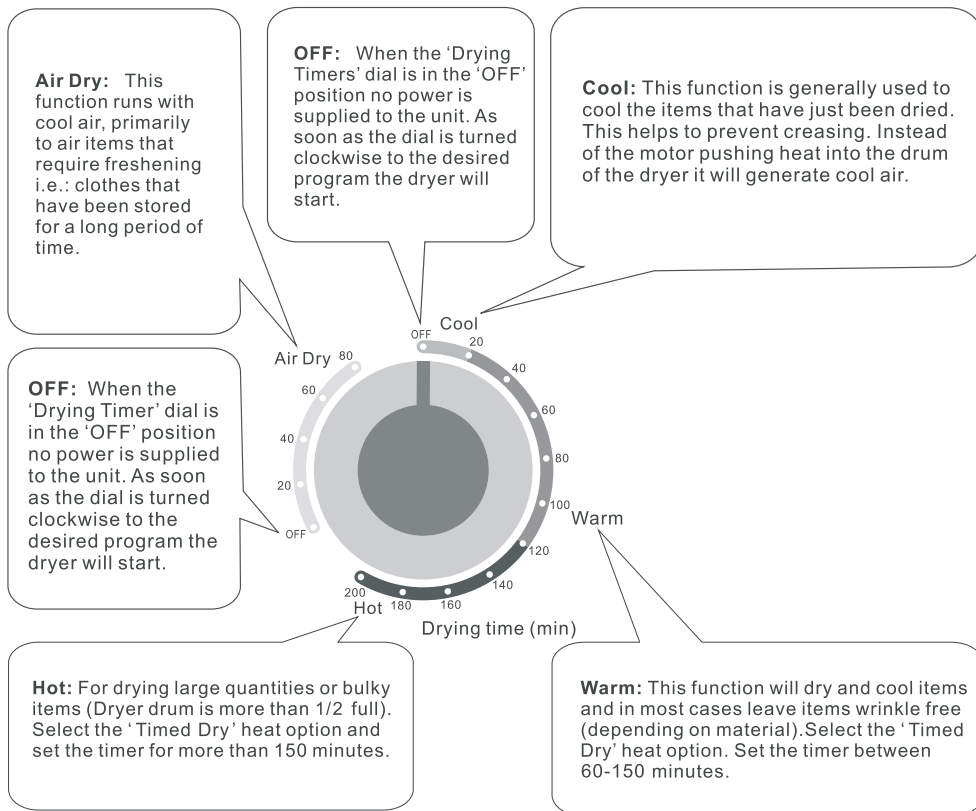 Air Dry: This
function runs with
cool air, primarily
to air items that
require freshening
i.e.: clothes that
have been stored
for a long period of
time.
OFF: When the ‘Drying
Timers’ dial is in the ‘OFF’
position no power is
supplied to the unit. As
soon as the dial is turned
clockwise to the desired
program the dryer will
start.
Cool: This function is generally used to
cool the items that have just been dried.
This helps to prevent creasing. Instead
of the motor pushing heat into the drum
of the dryer it will generate cool air.
OFF: When the
‘Drying Timer’ dial is
in the ‘OFF’ position
no power is supplied
to the unit. As soon
as the dial is turned
clockwise to the
desired program the
dryer will start.
Air Dry
80
60
40
20
OFF
OFF
Cool
20
40
60
80
100
Warm
120
140
160
180
200
Hot
Drying time (min)
Hot: For drying large quantities or bulky
items (Dryer drum is more than 1/2 full).
Select the ‘ Timed Dry’ heat option and
set the timer for more than 150 minutes.
Warm: This function will dry and cool items
and in most cases leave items wrinkle free
(depending on material).Select the ‘ Timed
Dry’ heat option. Set the timer between
60-150 minutes.